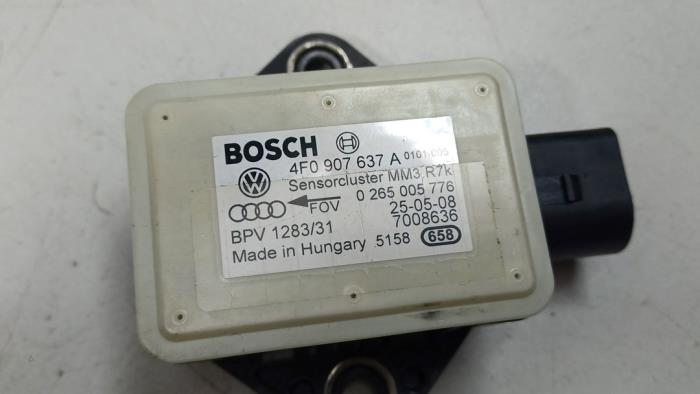 BOSCH
4F0 907 637 A 0101.005
Sensorcluster MM3.R7k
FOV 0 265 005 776
25-05-08
BPV 1283/31 7008636
Made in Hungary 5158 658